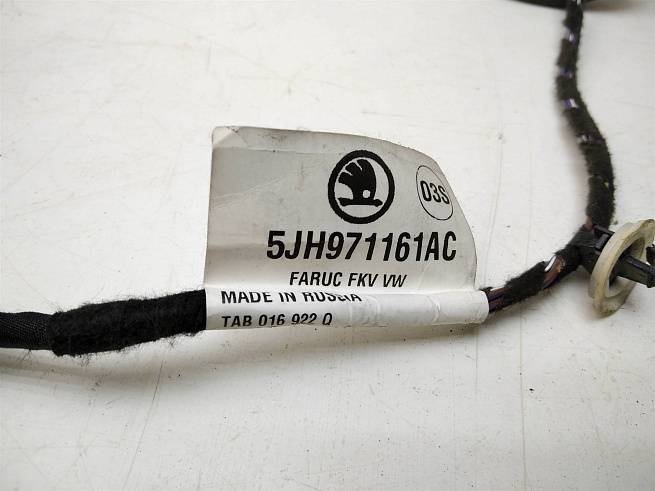 03S
5JH971161AC
FARUC FKV VW
MADE IN RUSSIA
TAB 016 922 Q